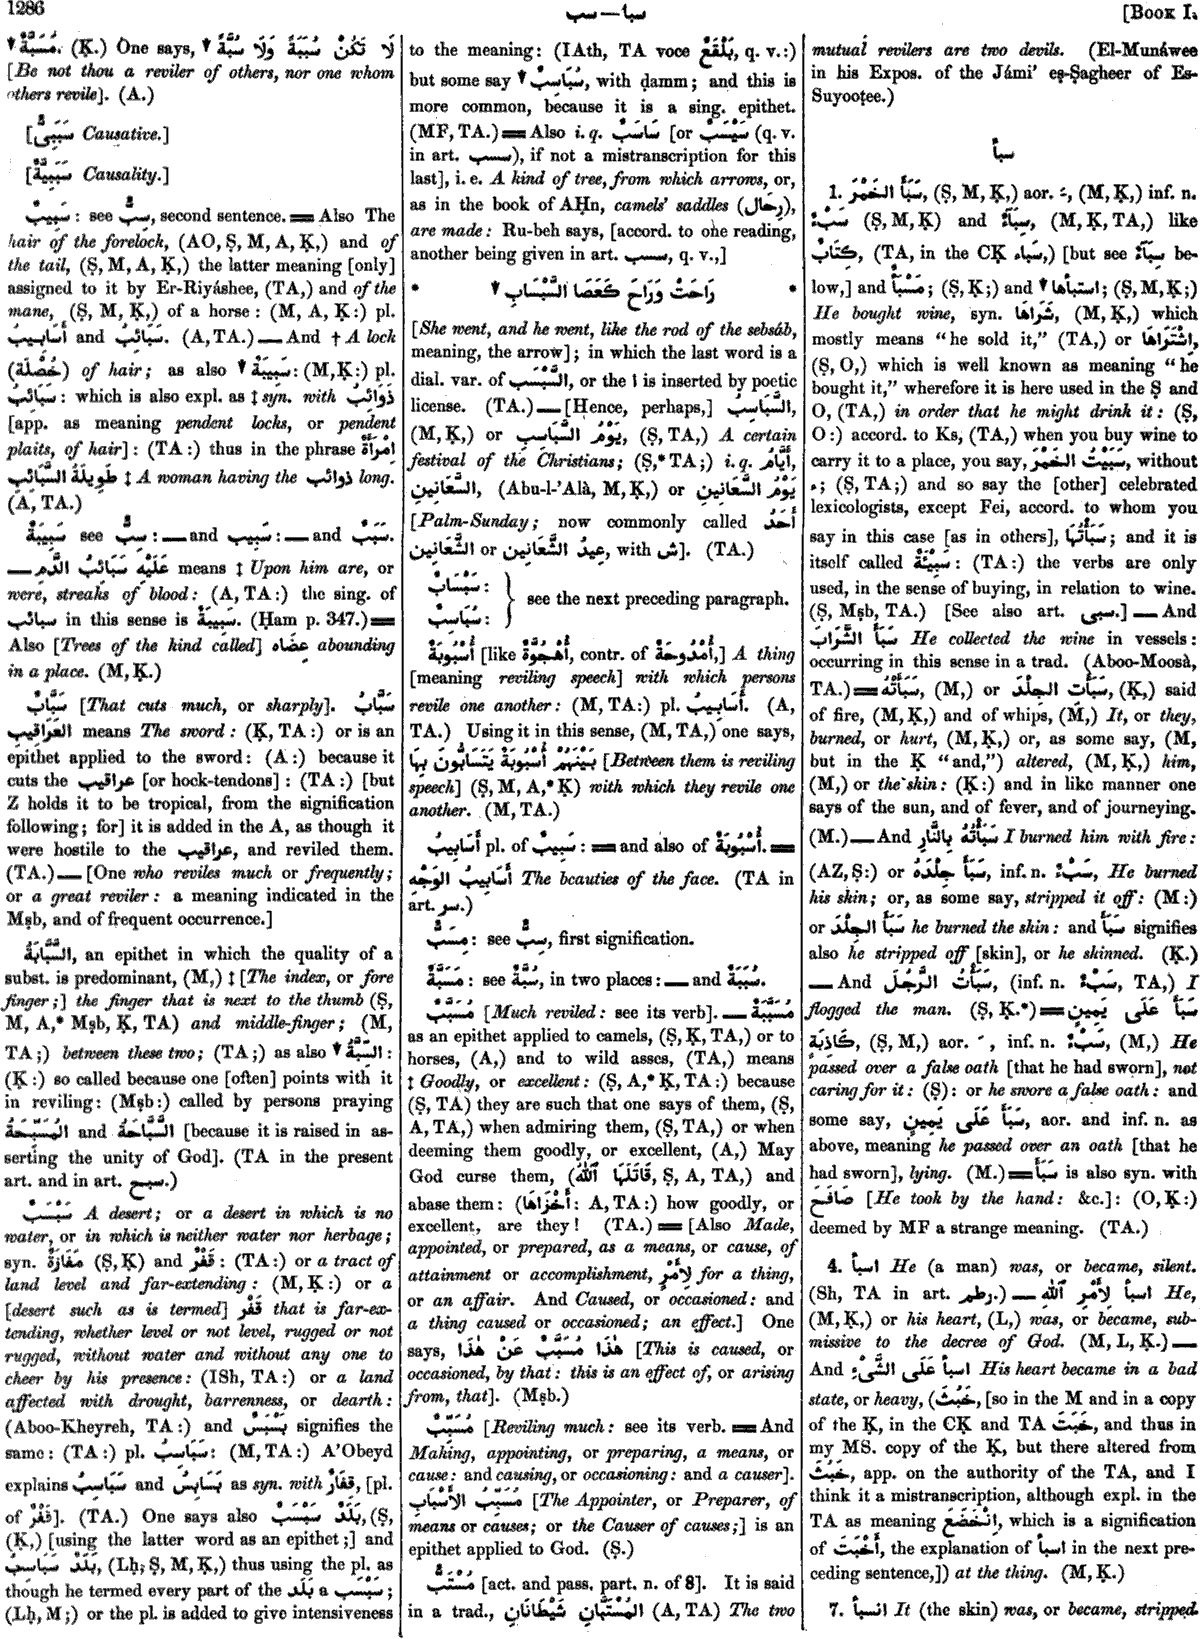 1286
سب — سبأ
[BOOK I.
مُسَبَّةٌ. (Ḳ.) One says, لَا تَكُنْ سُبَبَةً وَلَا سُبَّةً
[Be not thou a reviler of others, nor one whom
others revile]. (A.)
[سَبَبِىٌّ Causative.]
[سَبَبِيَّةٌ Causality.]
سَبِيبٌ: see سِبٌّ, second sentence. ══ Also The
hair of the forelock, (AO, Ṣ, M, A, Ḳ,) and of
the tail, (Ṣ, M, A, Ḳ,) the latter meaning [only]
assigned to it by Er-Riyáshee, (TA,) and of the
mane, (Ṣ, M, Ḳ,) of a horse: (M, A, Ḳ:) pl.
أَسَابِيبُ and سَبَائِبُ. (A, TA.) — And † A lock
(خُصْلَة) of hair; as also ▼ سَبِيبَةٌ: (M, Ḳ:) pl.
سَبَائِبُ: which is also expl. as ‡ syn. with ذَوَائِبُ
[app. as meaning pendent locks, or pendent
plaits, of hair]: (TA:) thus in the phrase اِمْرَأَةٌ
طَوِيلَةُ السَّبَائِبِ ‡ A woman having the ذوائب long.
(A, TA.)
سَبِيبَةٌ see سِبٌّ: — and سَبِيب: — and سَبَبٌ.
— عَلَيْهِ سَبَائِبُ الدَّمِ means ‡ Upon him are, or
were, streaks of blood: (A, TA:) the sing. of
سبائب in this sense is سَبِيبَةٌ. (Ḥam p. 347.) ══
Also [Trees of the kind called] عِضَاه abounding
in a place. (M, Ḳ.)
سَبَّابٌ [That cuts much, or sharply]. سَبَّابُ
العَرَاقِيبِ means The sword: (Ḳ, TA:) or is an
epithet applied to the sword: (A:) because it
cuts the عراقيب [or hock-tendons]: (TA:) [but
Z holds it to be tropical, from the signification
following; for] it is added in the A, as though it
were hostile to the عراقيب, and reviled them.
(TA.) — [One who reviles much or frequently;
or a great reviler: a meaning indicated in the
Mṣb, and of frequent occurrence.]
السَّبَّابَةُ, an epithet in which the quality of a
subst. is predominant, (M,) ‡ [The index, or fore
finger;] the finger that is next to the thumb (Ṣ,
M, A,* Mṣb, Ḳ, TA) and middle-finger; (M,
TA;) between these two; (TA;) as also ▼ السَّبَّةُ:
(Ḳ:) so called because one [often] points with it
in reviling: (Mṣb:) called by persons praying
المُسَبِّحَةُ and السَّبَّاحَةُ [because it is raised in as-
serting the unity of God]. (TA in the present
art. and in art. سبح.)
سَبْسَبٌ A desert; or a desert in which is no
water, or in which is neither water nor herbage;
syn. مَفَازَةٌ (Ṣ, Ḳ) and قَفْرٌ: (TA:) or a tract of
land level and far-extending: (M, Ḳ:) or a
[desert such as is termed] قَفْر that is far-ex-
tending, whether level or not level, rugged or not
rugged, without water and without any one to
cheer by his presence: (ISh, TA:) or a land
affected with drought, barrenness, or dearth:
(Aboo-Kheyreh, TA:) and بَسْبَسٌ signifies the
same: (TA:) pl. سَبَاسِبُ: (M, TA:) A'Obeyd
explains سَبَاسِبُ and بَسَابِسُ as syn. with قِفَارٌ, [pl.
of قَفْرٌ]. (TA.) One says also بَلَدٌ سَبْسَبٌ, (Ṣ,
(Ḳ,) [using the latter word as an epithet;] and
بَلَدٌ سَبَاسِبُ, (Lḥ, Ṣ, M, Ḳ,) thus using the pl. as
though he termed every part of the بَلَد a سَبْسَب;
(Lḥ, M;) or the pl. is added to give intensiveness
to the meaning: (IAth, TA voce بَلْقَعٌ, q. v.:)
but some say ▼ سُبَاسِبٌ, with ḍamm; and this is
more common, because it is a sing. epithet.
(MF, TA.) ══ Also i. q. سَاسَبٌ [or سَيْسَبٌ (q. v.
in art. سسب), if not a mistranscription for this
last], i. e. A kind of tree, from which arrows, or,
as in the book of AḤn, camels' saddles (رِحَال),
are made: Ru-beh says, [accord. to one reading,
another being given in art. سسب, q. v.,]
* رَاحَتْ وَرَاحَ كَعَصَا السَّبْسَابِ ▼ *
[She went, and he went, like the rod of the sebsáb,
meaning, the arrow]; in which the last word is a
dial. var. of السَّبْسَب, or the ا is inserted by poetic
license. (TA.) — [Hence, perhaps,] السَّبَاسِبُ,
(M, Ḳ,) or يَوْمُ السَّبَاسِبِ, (Ṣ, TA,) A certain
festival of the Christians; (Ṣ,* TA;) i. q. أَيَّامُ
السَّعَانِينِ, (Abu-l-'Alà, M, Ḳ,) or يَوْمُ السَّعَانِينِ
[Palm-Sunday; now commonly called أَحَدُ
الشَّعَانِينِ or عِيدُ الشَّعَانِينِ, with ش]. (TA.)
سَبْسَابٌ:
سُبَاسِبٌ: } see the next preceding paragraph.
أُسْبُوبَةٌ [like أُهْجُوَّةٌ, contr. of أُمْدُوحَةٌ,] A thing
[meaning reviling speech] with which persons
revile one another: (M, TA:) pl. أَسَابِيبُ. (A,
TA.) Using it in this sense, (M, TA,) one says,
بَيْنَهُمْ أُسْبُوبَةٌ يَتَسَابُّونَ بِهَا [Between them is reviling
speech] (Ṣ, M, A,* Ḳ) with which they revile one
another. (M, TA.)
أَسَابِيبُ pl. of سَبِيبٌ: ══ and also of أُسْبُوبَةٌ. ══
أَسَابِيبُ الوَجْهِ The beauties of the face. (TA in
art. سر.)
مِسَبٌّ: see سِبٌّ, first signification.
مَسَبَّةٌ: see سُبَّةٌ, in two places: — and سُبَبَةٌ.
مُسَبَّبٌ [Much reviled: see its verb]. — مُسَبَّبَةٌ
as an epithet applied to camels, (Ṣ, Ḳ, TA,) or to
horses, (A,) and to wild asses, (TA,) means
‡ Goodly, or excellent: (Ṣ, A,* Ḳ, TA:) because
(Ṣ, TA) they are such that one says of them, (Ṣ,
A, TA,) when admiring them, (Ṣ, TA,) or when
deeming them goodly, or excellent, (A,) May
God curse them, (قَاتَلَهَا ٱللّٰهُ, Ṣ, A, TA,) and
abase them: (أَخْزَاهَا: A, TA:) how goodly, or
excellent, are they! (TA.) ══ [Also Made,
appointed, or prepared, as a means, or cause, of
attainment or accomplishment, لِأَمْرٍ for a thing,
or an affair. And Caused, or occasioned: and
a thing caused or occasioned; an effect.] One
says, هٰذَا مُسَبَّبٌ عَنْ هٰذَا [This is caused, or
occasioned, by that: this is an effect of, or arising
from, that]. (Mṣb.)
مُسَبِّبٌ [Reviling much: see its verb. ══ And
Making, appointing, or preparing, a means, or
cause: and causing, or occasioning: and a causer].
مُسَبِّبُ الأَسْبَابِ [The Appointer, or Preparer, of
means or causes; or the Causer of causes;] is an
epithet applied to God. (Ṣ.)
مُسْتَبٌّ [act. and pass. part. n. of 8]. It is said
in a trad., المُسْتَبَّانِ شَيْطَانَانِ (A, TA) The two
mutual revilers are two devils. (El-Munáwee
in his Expos. of the Jámi' eṣ-Ṣagheer of Es-
Suyooṭee.)
سبأ
1. سَبَأَ الخَمْرَ, (Ṣ, M, Ḳ,) aor. ـَ, (M, Ḳ,) inf. n.
سَبْءٌ (Ṣ, M, Ḳ) and سِبَآءٌ, (M, Ḳ, TA,) like
كِتَابٌ, (TA, in the CḲ سَبَاء,) [but see سِبَآءٌ be-
low,] and مَسْبَأٌ; (Ṣ, Ḳ;) and ▼ استبأها; (Ṣ, M, Ḳ;)
He bought wine, syn. شَرَاهَا, (M, Ḳ,) which
mostly means “he sold it,” (TA,) or اِشْتَرَاهَا,
(Ṣ, O,) which is well known as meaning “he
bought it,” wherefore it is here used in the Ṣ and
O, (TA,) in order that he might drink it: (Ṣ,
O:) accord. to Ks, (TA,) when you buy wine to
carry it to a place, you say, سَبَيْتُ الخَمْرَ, without
ء; (Ṣ, TA;) and so say the [other] celebrated
lexicologists, except Fei, accord. to whom you
say in this case [as in others], سَبَأْتُهَا; and it is
itself called سَبِيْئَةٌ: (TA:) the verbs are only
used, in the sense of buying, in relation to wine.
(Ṣ, Mṣb, TA.) [See also art. سبى.] — And
سَبَأَ الشَّرَابَ He collected the wine in vessels:
occurring in this sense in a trad. (Aboo-Moosà,
TA.) ══ سَبَأَتْهُ, (M,) or سَبَأَتِ الجِلْدَ, (Ḳ,) said
of fire, (M, Ḳ,) and of whips, (M,) It, or they,
burned, or hurt, (M, Ḳ,) or, as some say, (M,
but in the Ḳ “and,”) altered, (M, Ḳ,) him,
(M,) or the skin: (Ḳ:) and in like manner one
says of the sun, and of fever, and of journeying.
(M.) — And سَبَأْتُهُ بِالنَّارِ I burned him with fire:
(AZ, Ṣ:) or سَبَأَ جِلْدَهُ, inf. n. سَبْءٌ, He burned
his skin; or, as some say, stripped it off: (M:)
or سَبَأَ الجِلْدَ he burned the skin: and سَبَأَ signifies
also he stripped off [skin], or he skinned. (Ḳ.)
— And سَبَأْتُ الرَّجُلَ, (inf. n. سَبْءٌ, TA,) I
flogged the man. (Ṣ, Ḳ.*) ══ سَبَأَ عَلَى يَمِينٍ
كَاذِبَةٍ, (Ṣ, M,) aor. ـَ, inf. n. سَبْءٌ, (M,) He
passed over a false oath [that he had sworn], not
caring for it: (Ṣ): or he swore a false oath: and
some say, سَبَأَ عَلَى يَمِينٍ, aor. and inf. n. as
above, meaning he passed over an oath [that he
had sworn], lying. (M.) ══ سَبَأَ is also syn. with
صَافَحَ [He took by the hand: &c.]: (O, Ḳ:)
deemed by MF a strange meaning. (TA.)
4. اسبأ He (a man) was, or became, silent.
(Sh, TA in art. رطم.) — اسبأ لِأَمْرِ ٱللّٰهِ He,
(M, Ḳ,) or his heart, (L,) was, or became, sub-
missive to the decree of God. (M, L, Ḳ.) —
And اسبأ عَلَى الشَّىْءِ His heart became in a bad
state, or heavy, (خَبُثَتْ, [so in the M and in a copy
of the Ḳ, in the CḲ and TA خَبَتَ, and thus in
my MS. copy of the Ḳ, but there altered from
خَبُثَ, app. on the authority of the TA, and I
think it a mistranscription, although expl. in the
TA as meaning اِنْخَضَعَ, which is a signification
of أَخْبَتَ, the explanation of اسبأ in the next pre-
ceding sentence,]) at the thing. (M, Ḳ.)
7. انسبأ It (the skin) was, or became, stripped